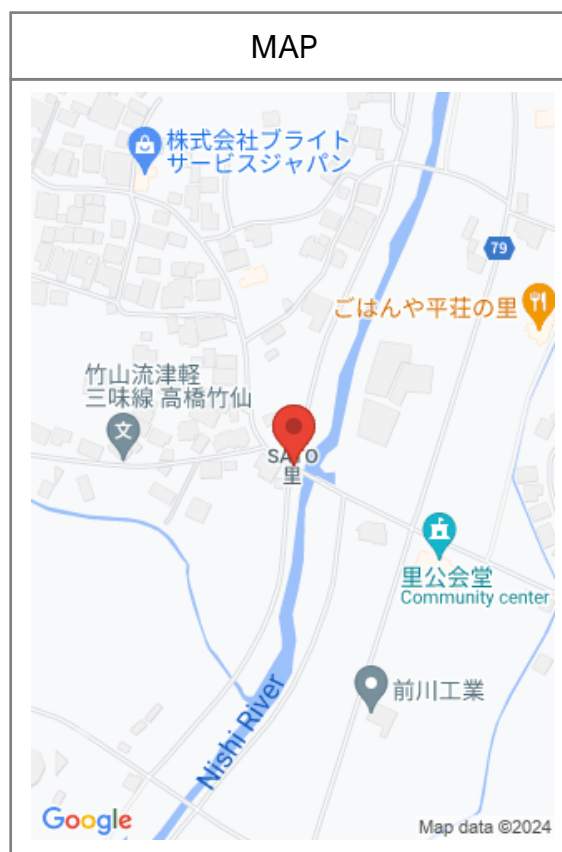 MAP
株式会社ブライト
サービスジャパン
79
ごはんや平荘の里
竹山流津軽
三味線 高橋竹仙
文
SATO
里
里公会堂
Community center
前川工業
Nishi River
Google
Map data ©2024